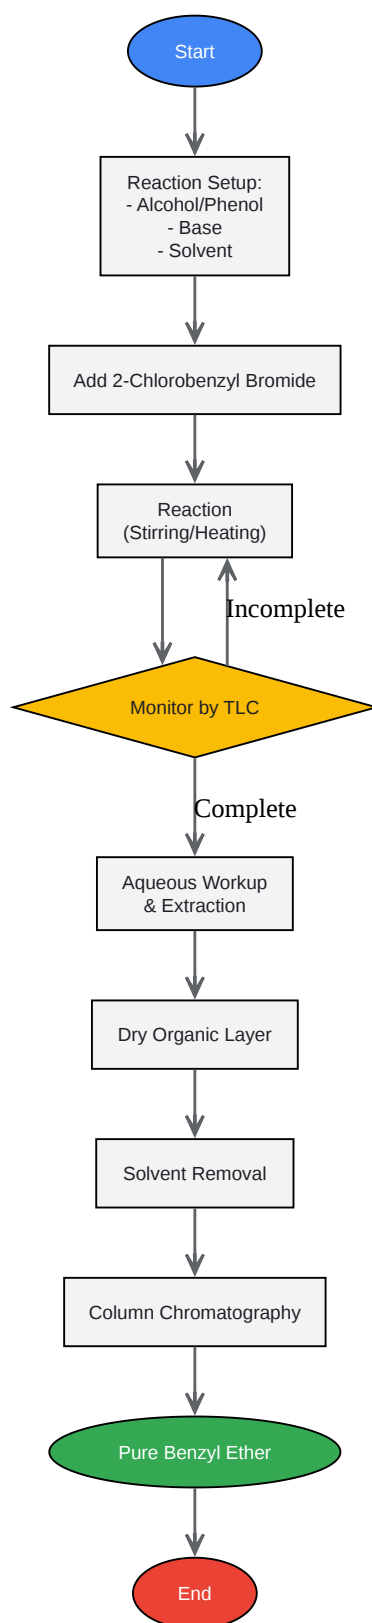 Start
Reaction Setup:
- Alcohol/Phenol
- Base
- Solvent
Add 2-Chlorobenzyl Bromide
Reaction
(Stirring/Heating)
Incomplete
Monitor by TLC
Complete
Aqueous Workup
& Extraction
Dry Organic Layer
Solvent Removal
Column Chromatography
Pure Benzyl Ether
End